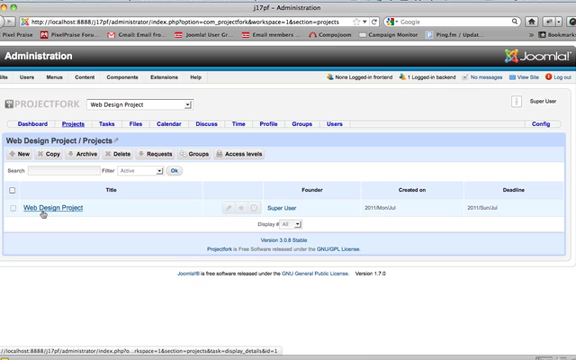 j17pf - Administration
http://localhost:8888/j17pf/administrator/index.php?option=com_projectfork&workspace=1&section=projects
Google
Pixel Praise
PixelPraise Email
Gmail: Email from
Joomla! User Gr
Email members
Compojoom
Campaign Monitor
Ping.fm / Updat
Bookmarks
Administration
Joomla!
Site Users Menus Content Components Extensions Help
None Logged-in frontend 1 Logged-in backend No messages View Site Log out
PROJECTFORK Web Design Project
Super User
Dashboard Projects Tasks Files Calendar Discuss Time Profile Groups Users Config
Web Design Project / Projects
New Copy Archive Delete Requests Groups Access levels
Search Filter Active Ok
Title Founder Created on Deadline
Web Design Project Super User 2011/Mon/Jul 2011/Sun/Jul
Display # All
Version 3.0.8 Stable
Projectfork is Free Software released under the GNU/GPL License.
Joomla!® is free software released under the GNU General Public License. Version 1.7.0
/localhost:8888/j17pf/administrator/index.php?o...rkspace=1&section=projects&task=display_details&id=1